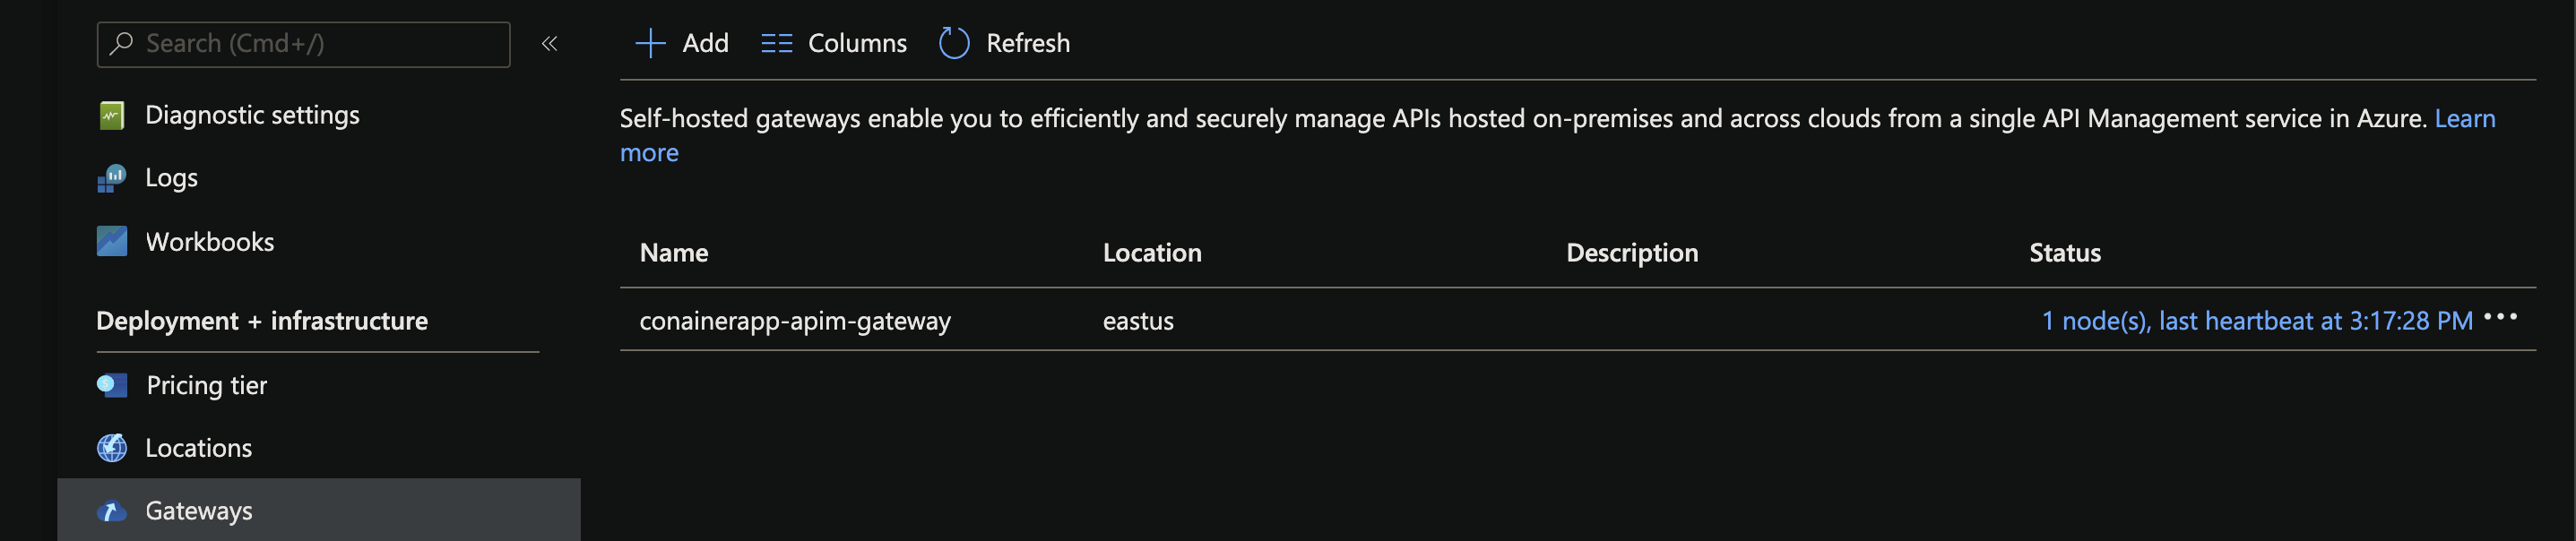 Search (Cmd+/)
«
Diagnostic settings
Logs
Workbooks
Deployment + infrastructure
Pricing tier
Locations
Gateways
Add Columns Refresh
Self-hosted gateways enable you to efficiently and securely manage APIs hosted on-premises and across clouds from a single API Management service in Azure. Learn
more
Name Location Description Status
conainerapp-apim-gateway eastus 1 node(s), last heartbeat at 3:17:28 PM •••